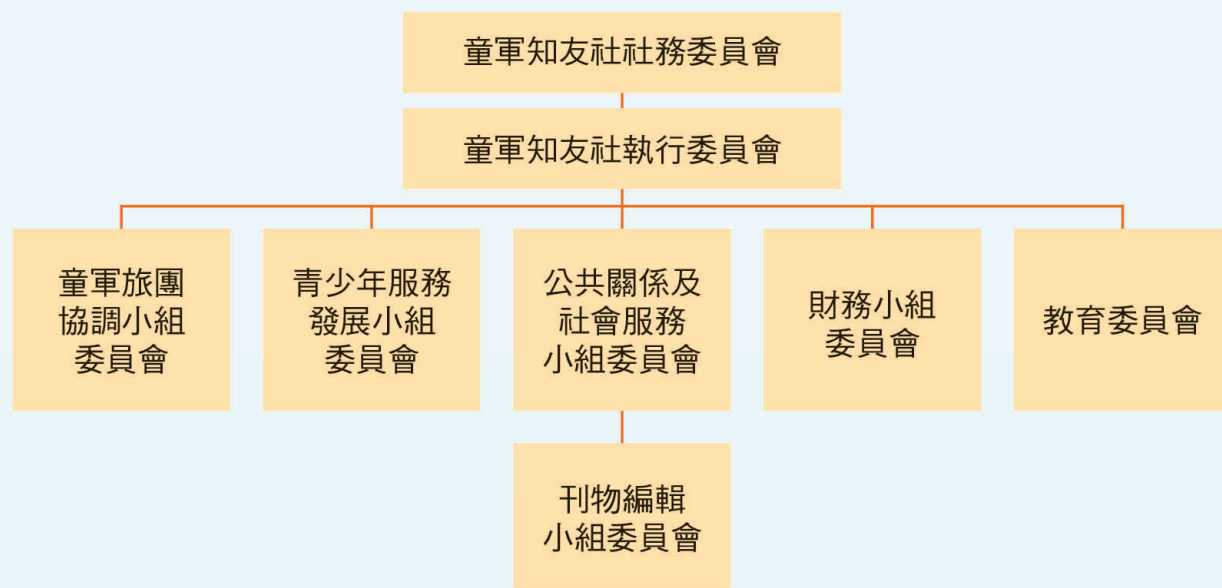 童軍知友社社務委員會
童軍知友社執行委員會
童軍旅團
協調小組
委員會
青少年服務
發展小組
委員會
公共關係及
社會服務
小組委員會
財務小組
委員會
教育委員會
刊物編輯
小組委員會